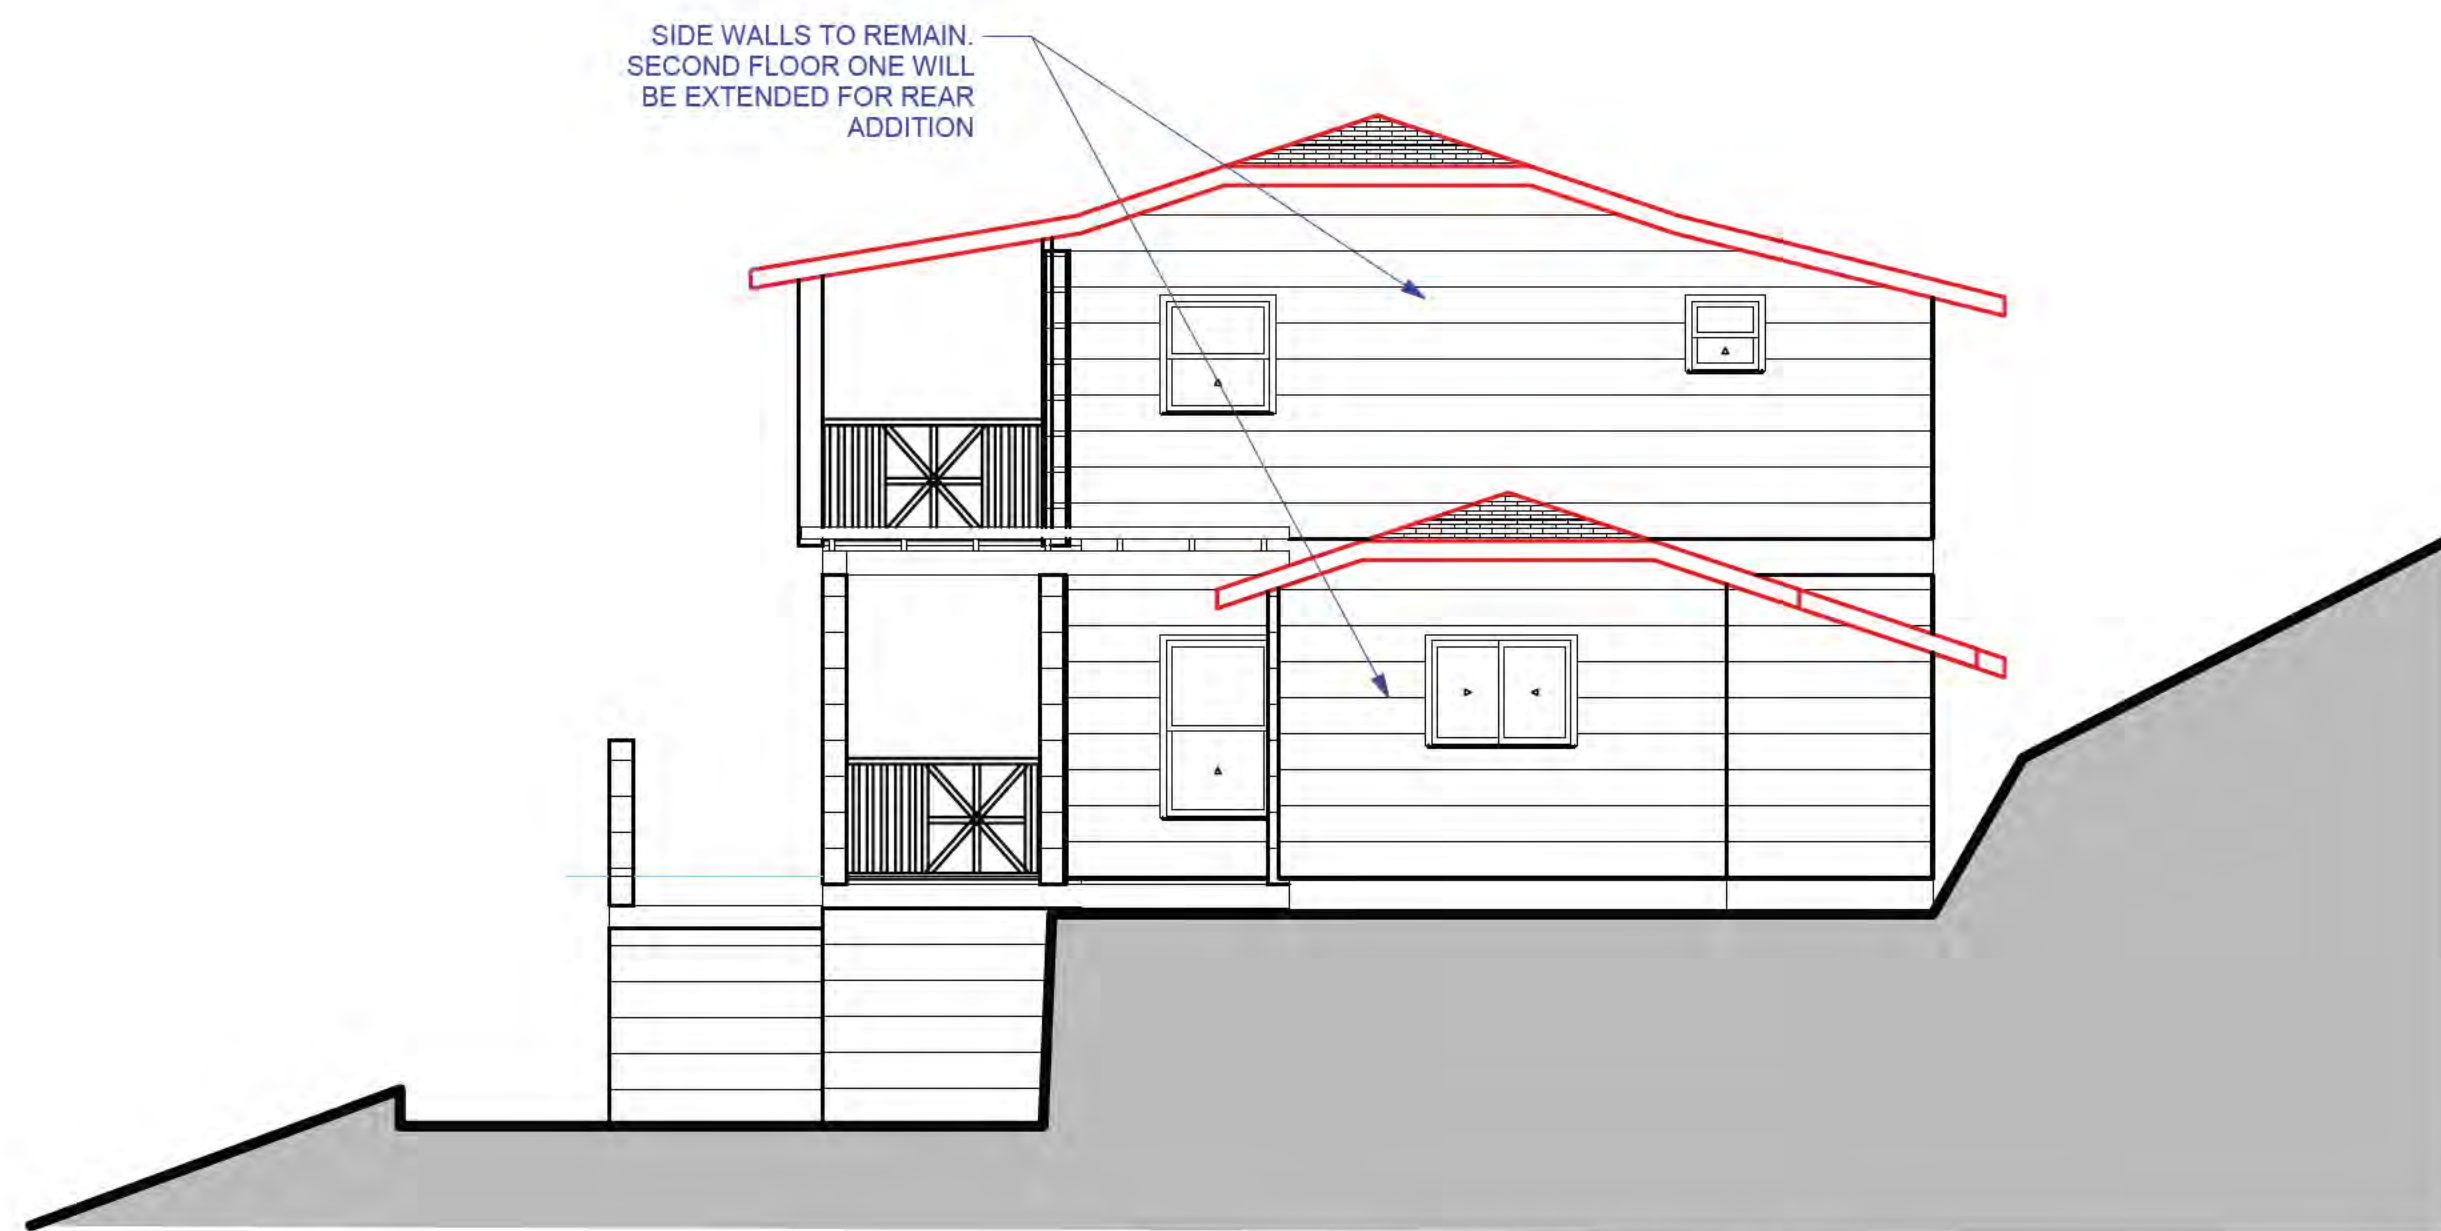 SIDE WALLS TO REMAIN.
SECOND FLOOR ONE WILL
BE EXTENDED FOR REAR
ADDITION